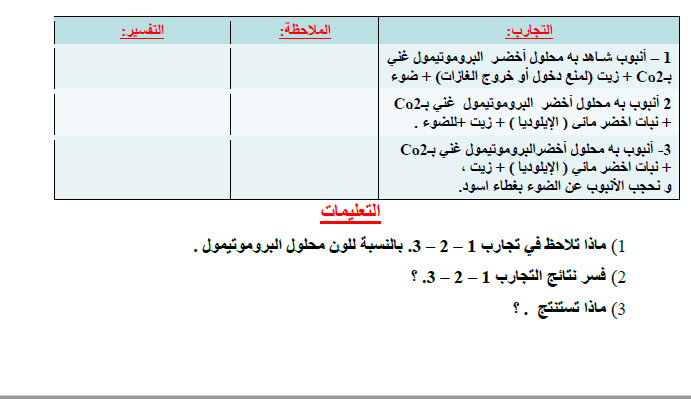 التجارب: الملاحظة: التفسير:
1 – أنبوب شاهد به محلول أخضر البروموتيمول غني
بـCo2 + زيت (لمنع دخول أو خروج الغازات) + ضوء
2 أنبوب به محلول أخضر البروموتيمول غني بـCo2
+ نبات اخضر مائي ( الإيلوديا ) + زيت +للضوء .
3- أنبوب به محلول أخضرالبروموتيمول غني بـCo2
+ نبات اخضر مائي ( الإيلوديا ) + زيت ،
و نحجب الأنبوب عن الضوء بغطاء اسود.
التعليمات
1) ماذا تلاحظ في تجارب 1 – 2 – 3. بالنسبة للون محلول البروموتيمول .
2) فسر نتائج التجارب 1 – 2 – 3. ؟
3) ماذا تستنتج . ؟